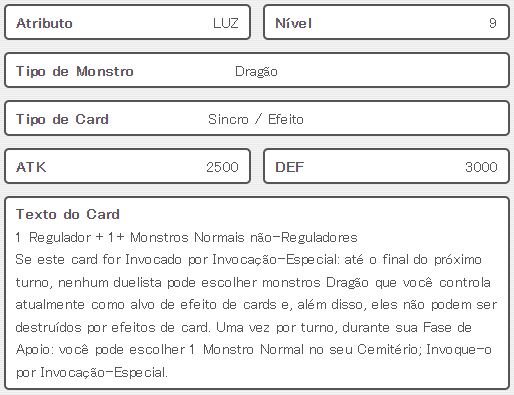 Atributo LUZ Nível 9
Tipo de Monstro Dragão
Tipo de Card Sincro / Efeito
ATK 2500 DEF 3000
Texto do Card
1 Regulador + 1+ Monstros Normais não-Reguladores
Se este card for Invocado por Invocação-Especial: até o final do próximo
turno, nenhum duelista pode escolher monstros Dragão que você controla
atualmente como alvo de efeito de cards e, além disso, eles não podem ser
destruídos por efeitos de card. Uma vez por turno, durante sua Fase de
Apoio: você pode escolher 1 Monstro Normal no seu Cemitério; Invoque-o
por Invocação-Especial.